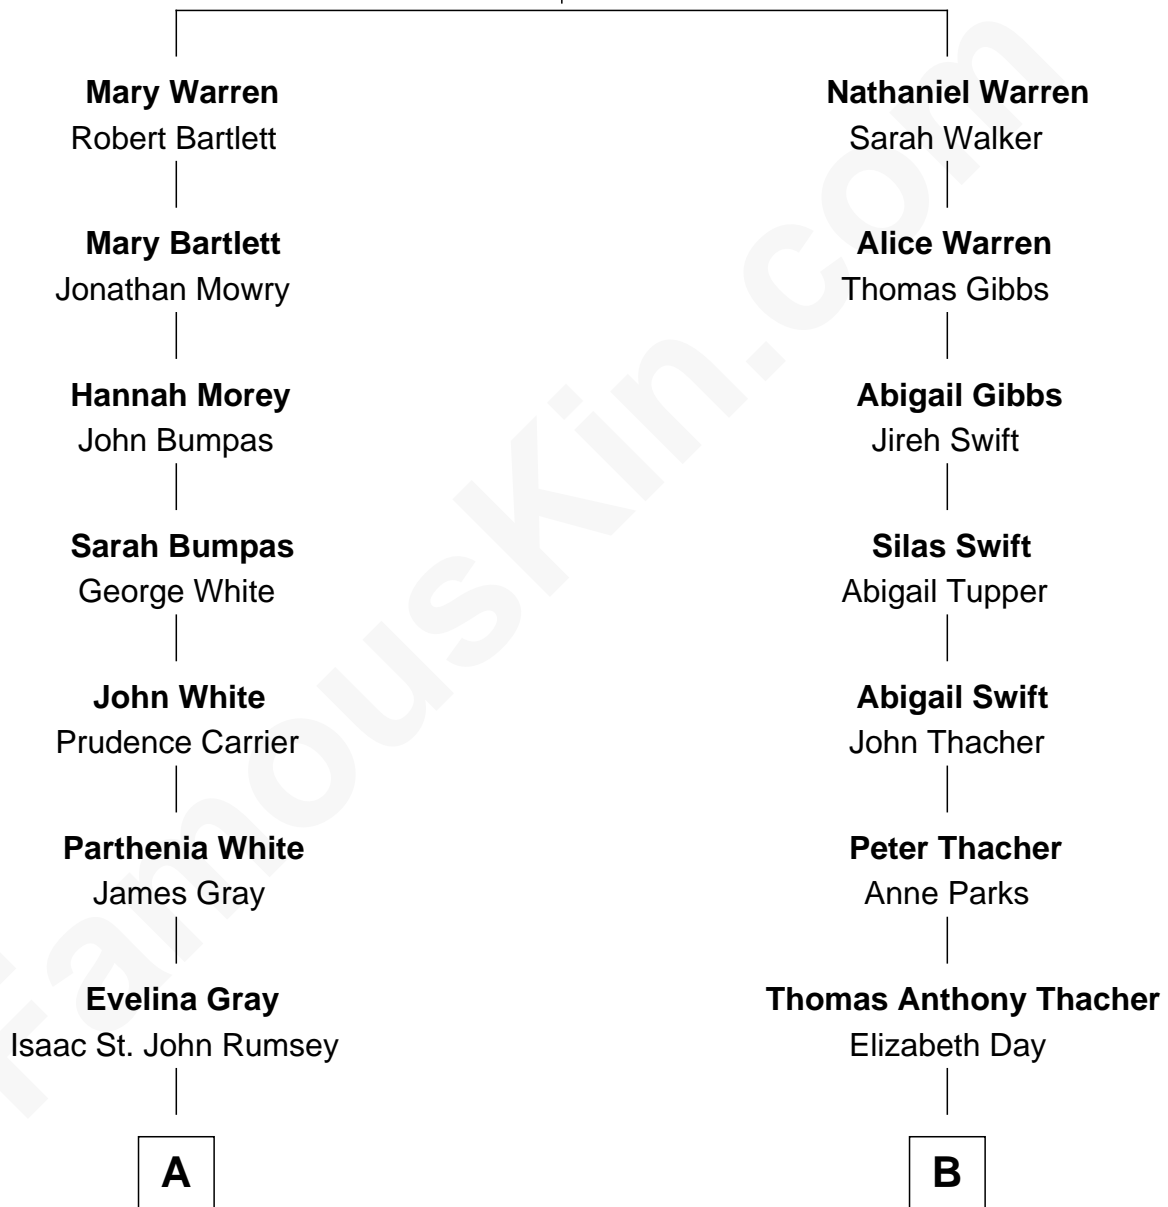 Mary Warren
Robert Bartlett
Mary Bartlett
Jonathan Mowry
Hannah Morey
John Bumpas
Sarah Bumpas
George White
John White
Prudence Carrier
Parthenia White
James Gray
Evelina Gray
Isaac St. John Rumsey
A
Nathaniel Warren
Sarah Walker
Alice Warren
Thomas Gibbs
Abigail Gibbs
Jireh Swift
Silas Swift
Abigail Tupper
Abigail Swift
John Thacher
Peter Thacher
Anne Parks
Thomas Anthony Thacher
Elizabeth Day
B
FamousKin.com